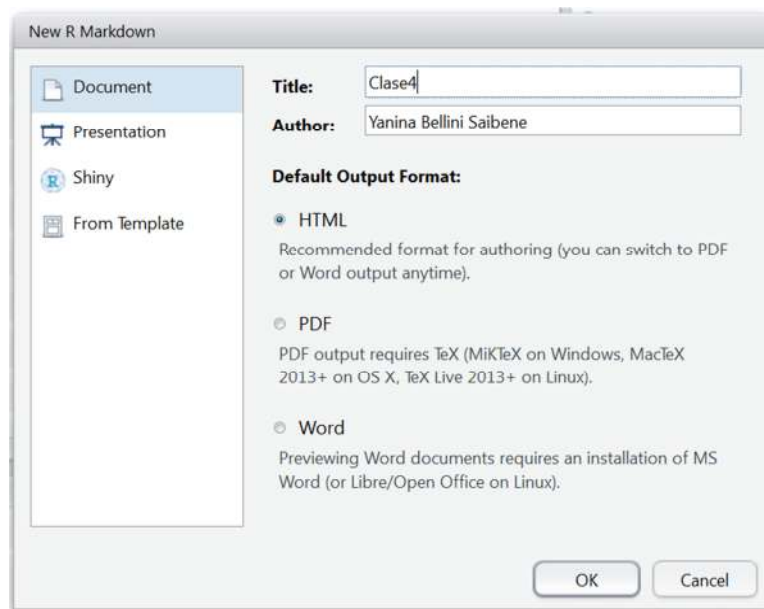 New R Markdown
Document
Presentation
Shiny
From Template
Title:
Clase4
Author:
Yanina Bellini Saibene
Default Output Format:
HTML
Recommended format for authoring (you can switch to PDF
or Word output anytime).
PDF
PDF output requires TeX (MiKTeX on Windows, MacTeX
2013+ on OS X, TeX Live 2013+ on Linux).
Word
Previewing Word documents requires an installation of MS
Word (or Libre/Open Office on Linux).
OK
Cancel